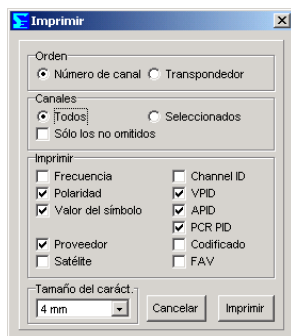 Imprimir
Orden
Número de canal Transpondedor
Canales
Todos Seleccionados
Sólo los no omitidos
Imprimir
Frecuencia Channel ID
Polaridad VPID
Valor del símbolo APID
PCR PID
Proveedor Codificado
Satélite FAV
Tamaño del caráct.
4 mm Cancelar Imprimir